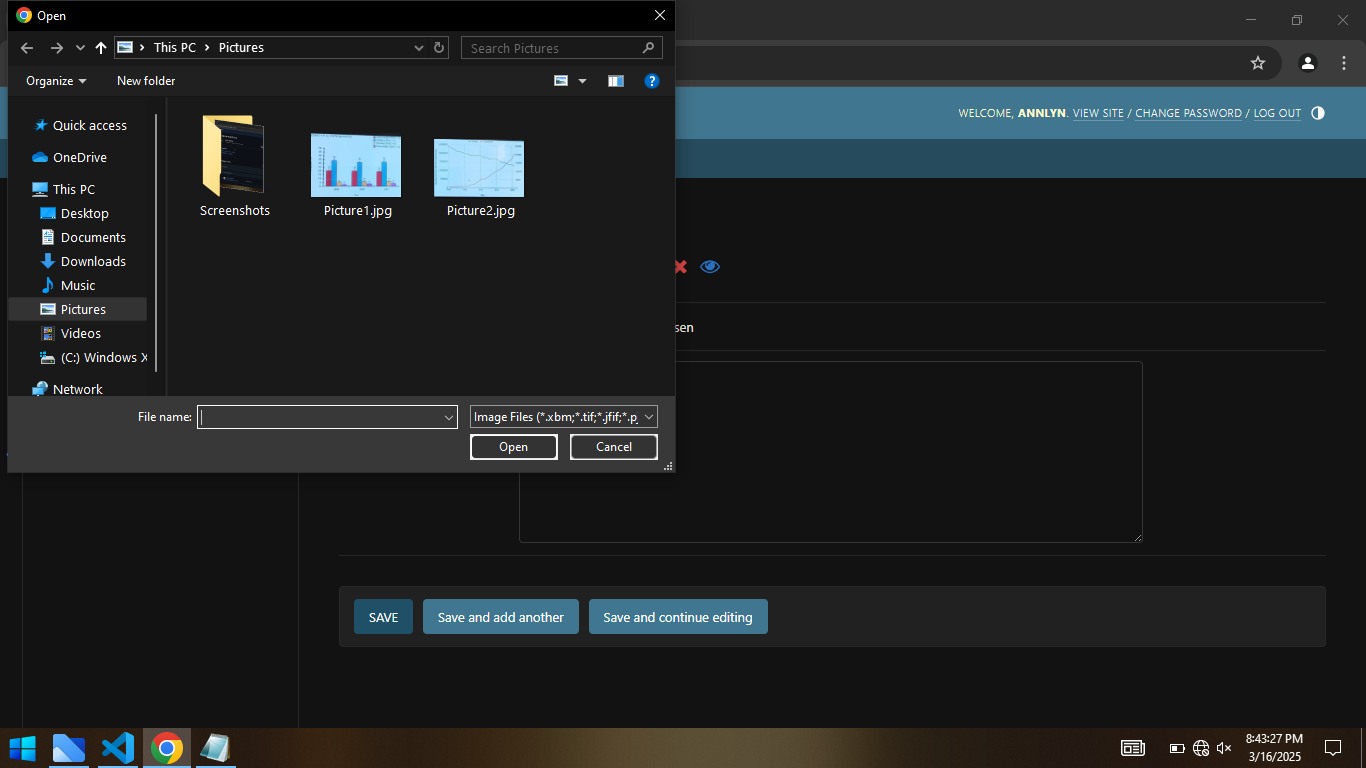 Open
This PC
Pictures
Search Pictures
Organize
New folder
WELCOME, ANNLYN. VIEW SITE / CHANGE PASSWORD / LOG OUT
Quick access
OneDrive
This PC
Desktop
Documents
Downloads
Music
Pictures
Videos
(C:) Windows X
Network
Screenshots
Picture1.jpg
Picture2.jpg
sen
File name:
Image Files (*.xbm;*.tif;*.jfif;*.p
Open
Cancel
SAVE
Save and add another
Save and continue editing
8:43:27 PM
3/16/2025